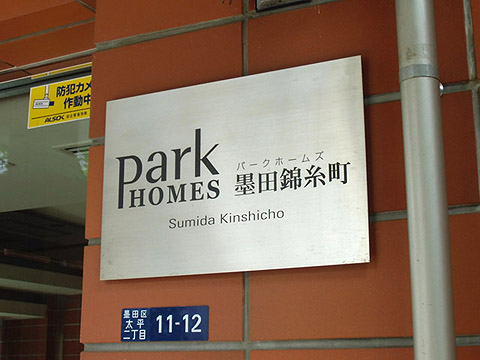 防犯カメ
作動中
ALSOK
park
HOMES
パークホームズ
墨田錦糸町
Sumida Kinshicho
墨田区
太平
二丁目
11-12